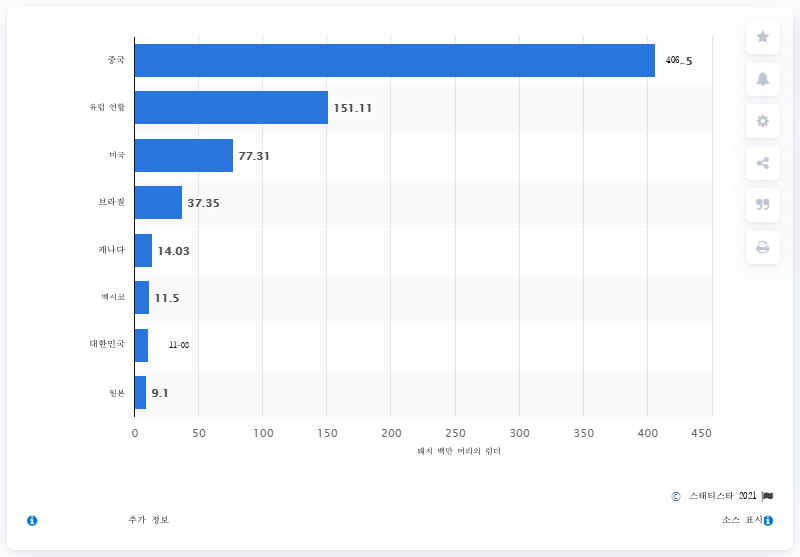 중국 406.5
유럽 연합 151.11
미국 77.31
브라질 37.35
캐나다 14.03
멕시코 11.5
대한민국 11-08
일본 9.1
0 50 100 150 200 250 300 350 400 450
돼지 백만 머리의 림더
© 스태티스타 2021
추가 정보
소스 표시